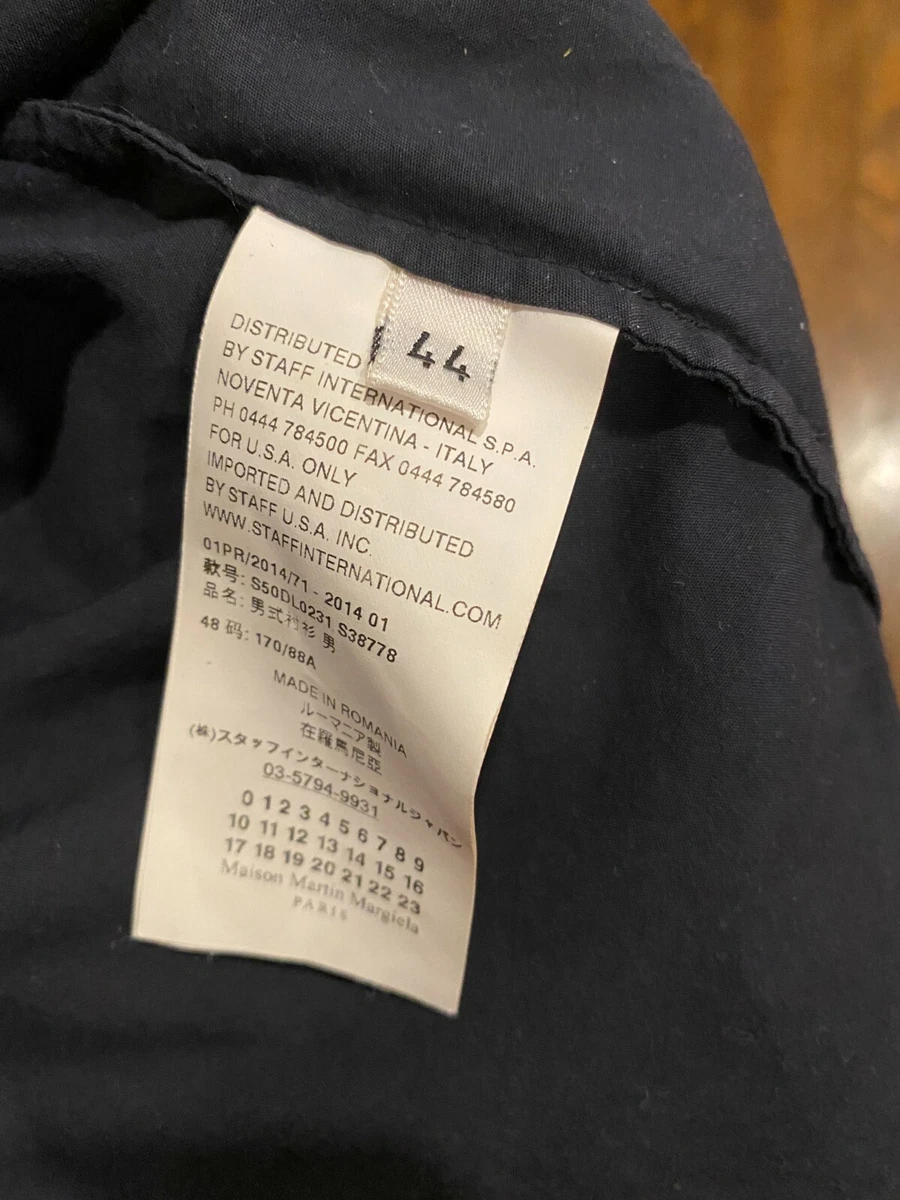 44
DISTRIBUTED
BY STAFF INTERNATIONAL S.P.A.
NOVENTA VICENTINA - ITALY
PH 0444 784500 FAX 0444 784580
FOR U.S.A. ONLY
IMPORTED AND DISTRIBUTED
BY STAFF U.S.A. INC.
WWW.STAFFINTERNATIONAL.COM
01PR/2014/71 - 2014 01
款号: S50DL0231 S38778
品名: 男式衬衫 男
48 码: 170/88A
MADE IN ROMANIA
ルーマニア製
在羅馬尼亞
(株)スタッフインターナショナルジャパン
03-5794-9931
0 1 2 3 4 5 6 7 8 9
10 11 12 13 14 15 16
17 18 19 20 21 22 23
Maison Martin Margiela
PARIS